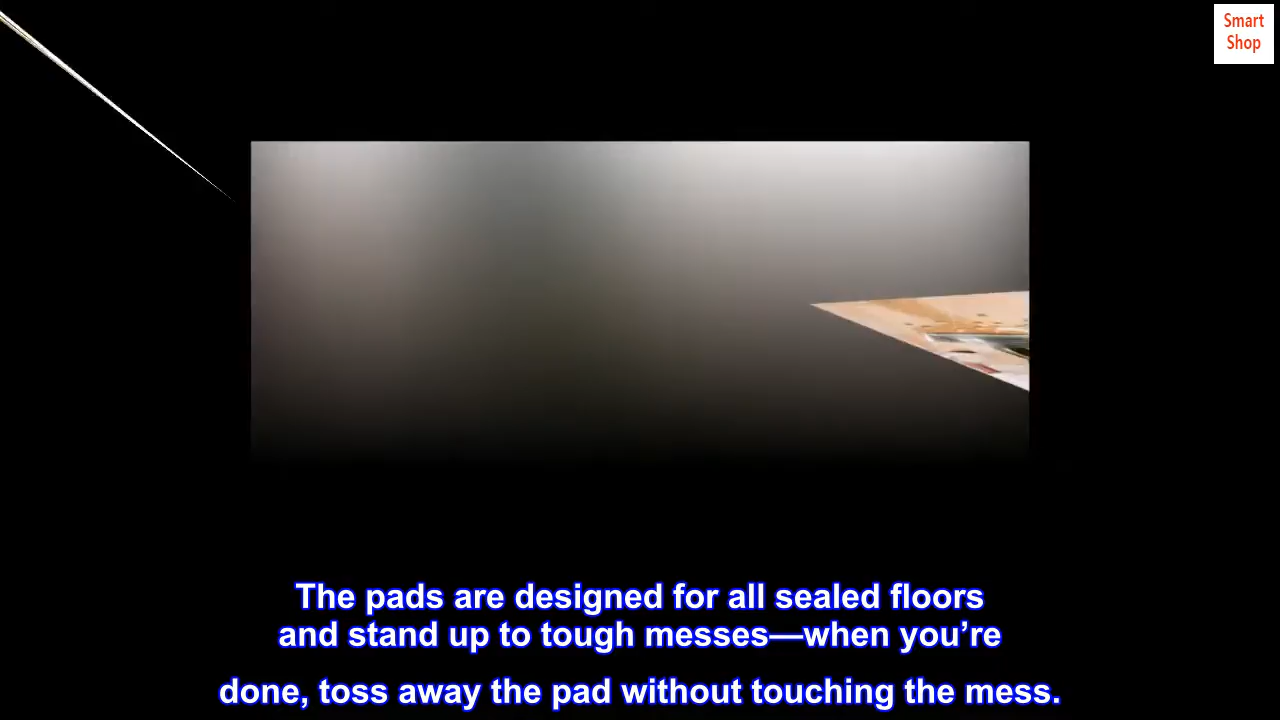 Smart
Shop
The pads are designed for all sealed floors
and stand up to tough messes—when you’re
done, toss away the pad without touching the mess.